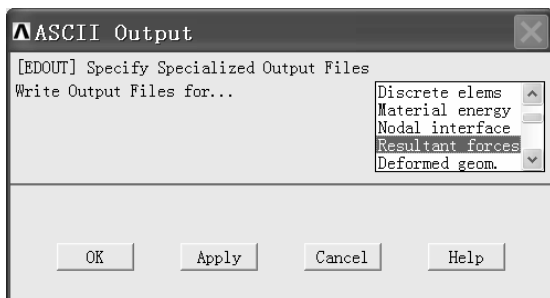 ASCII Output
[EDOUT] Specify Specialized Output Files
Write Output Files for...
Discrete elems
Material energy
Nodal interface
Resultant forces
Deformed geom.
OK Apply Cancel Help